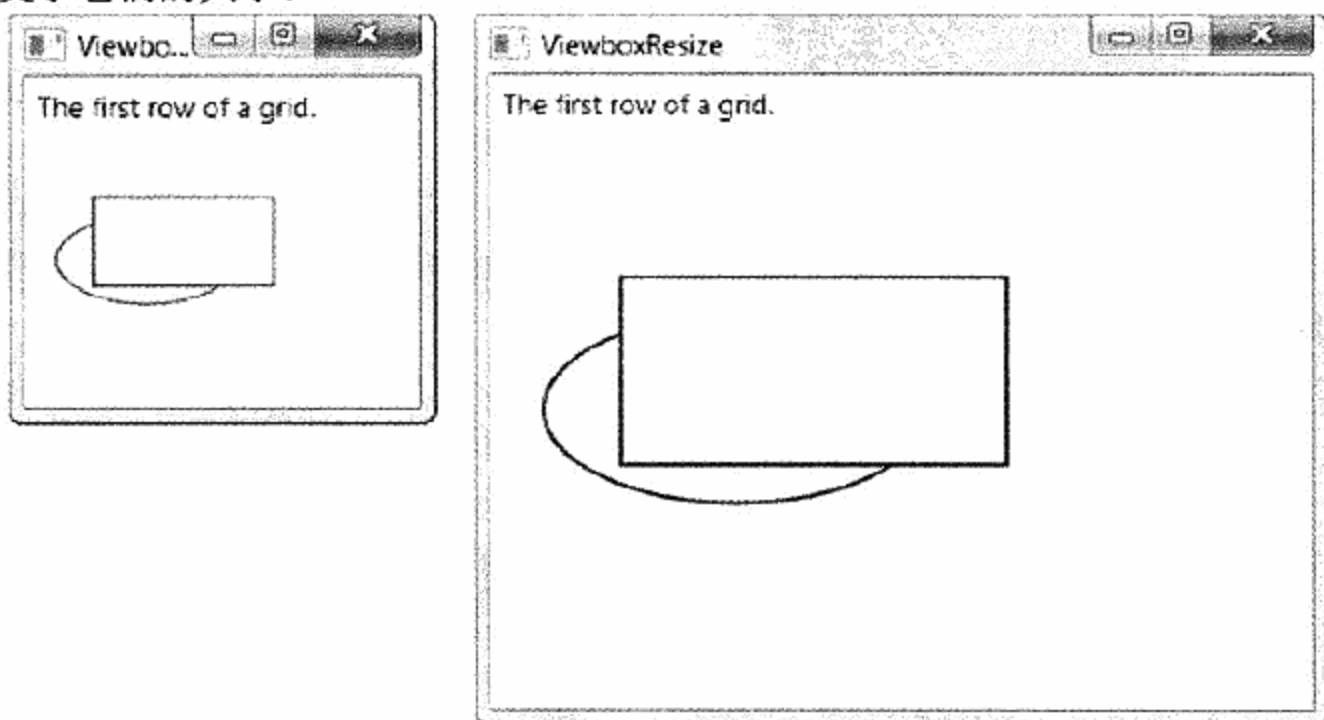 Viewbo...
The first row of a grid.
ViewboxResize
The first row of a grid.